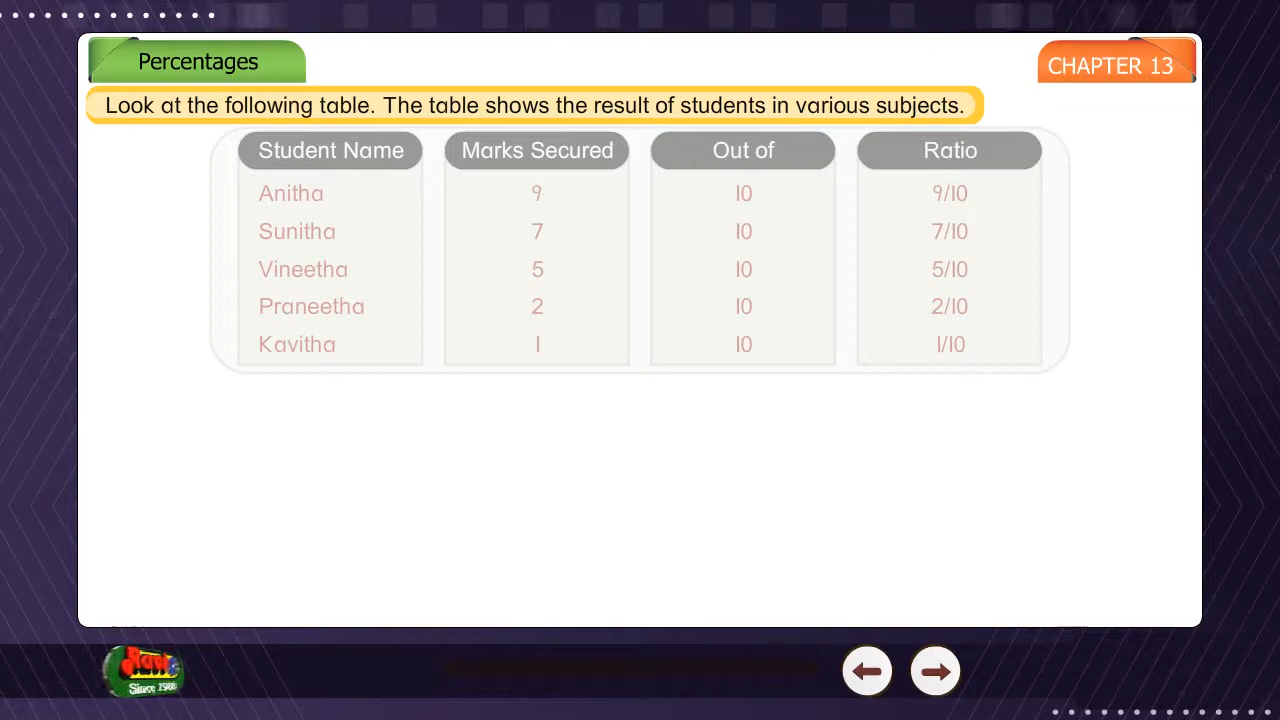 Percentages
CHAPTER 13
Look at the following table. The table shows the result of students in various subjects.
Student Name Marks Secured Out of Ratio
Anitha 9 10 9/10
Sunitha 7 10 7/10
Vineetha 5 10 5/10
Praneetha 2 10 2/10
Kavitha 1 10 1/10
Since 1988